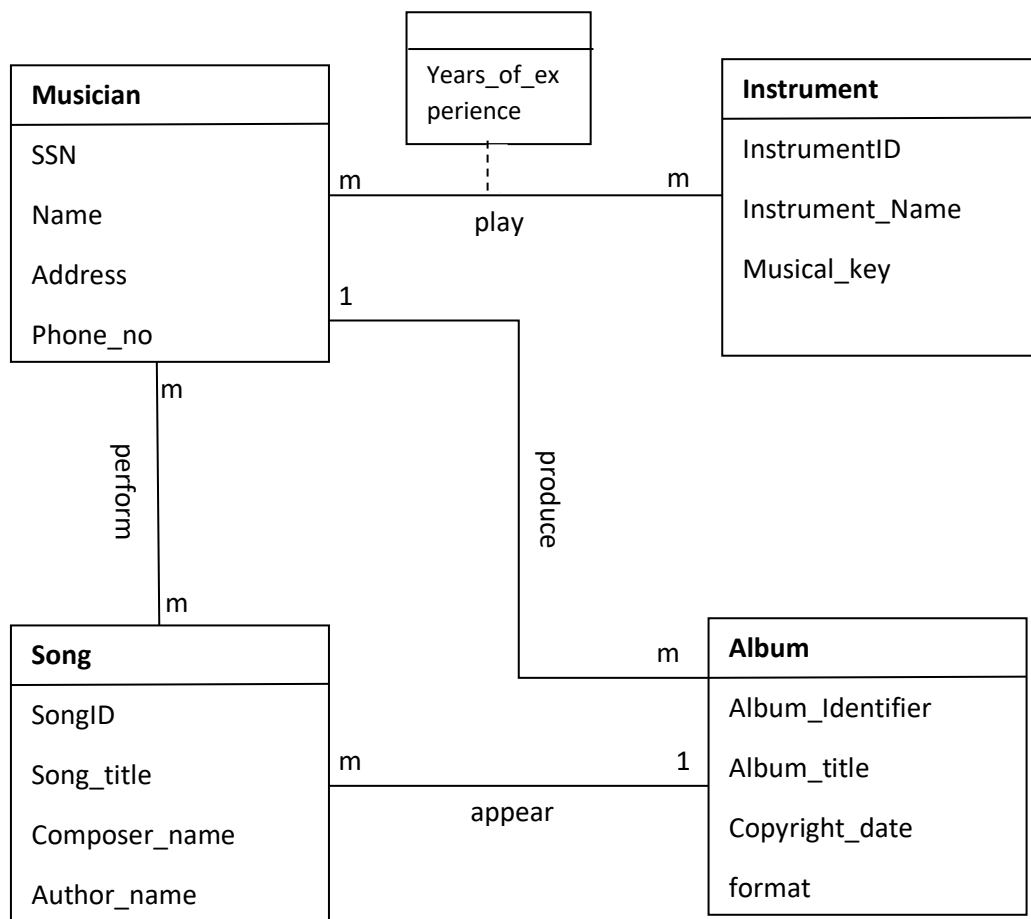 Years_of_ex
perience
Musician
SSN
Name
Address
Phone_no
Instrument
InstrumentID
Instrument_Name
Musical_key
m
m
play
1
m
perform
m
produce
m
Song
SongID
Song_title
Composer_name
Author_name
Album
Album_Identifier
Album_title
Copyright_date
format
m
1
appear